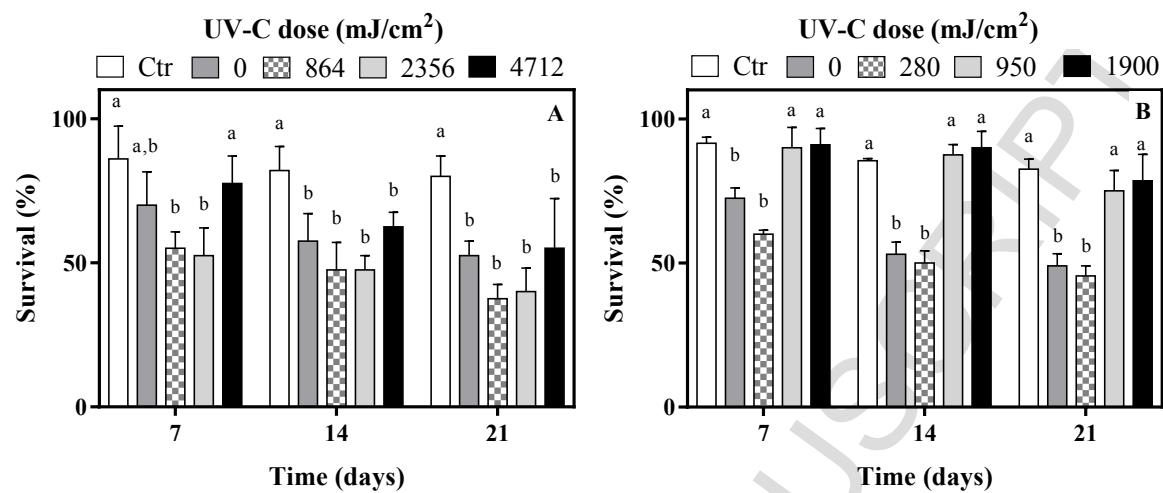 UV-C dose (mJ/cm²)
Ctr 0 864 2356 4712
A
Survival (%)
100
50
0
a a,b b b a
a b b b b
a b b b b
7 14 21
Time (days)
UV-C dose (mJ/cm²)
Ctr 0 280 950 1900
B
Survival (%)
100
50
0
a b b a a
a b b a a
a b b a a
7 14 21
Time (days)
USCRIPT